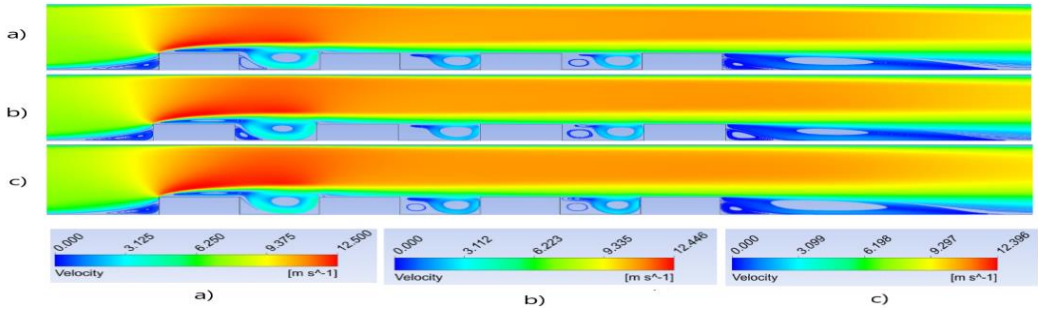 a)
b)
c)
0.000 3.125 6.250 9.375 12.500
Velocity [m s^-1]
a)
0.000 3.112 6.223 9.335 12.446
Velocity [m s^-1]
b)
0.000 3.099 6.198 9.297 12.396
Velocity [m s^-1]
c)